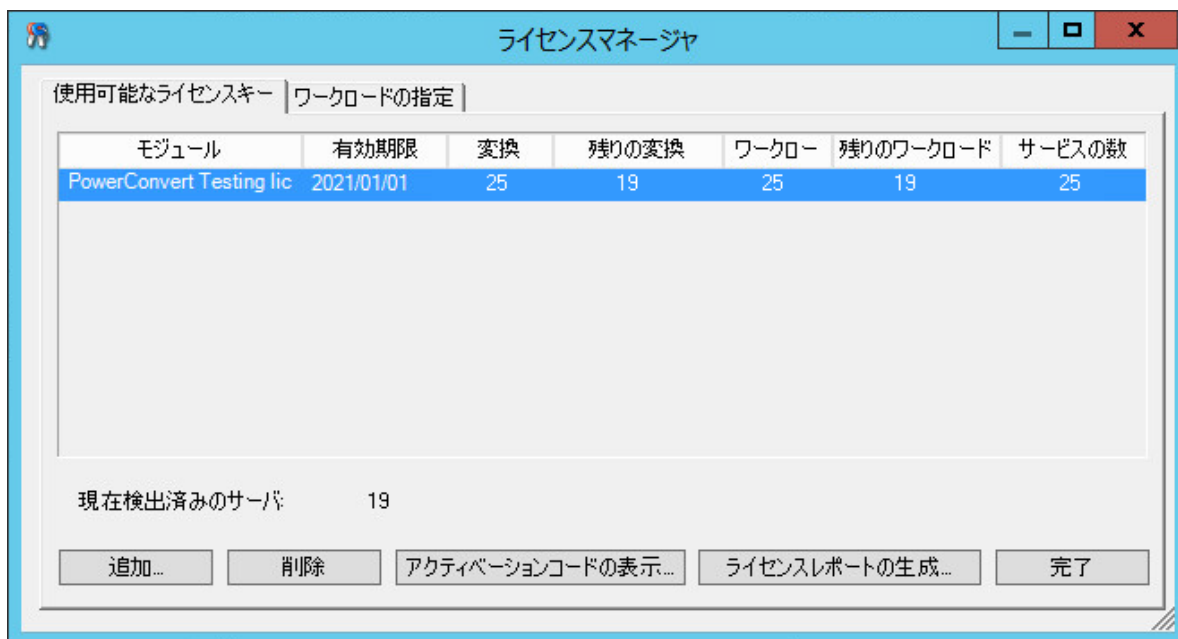 ライセンスマネージャ
使用可能なライセンスキー ワークロードの指定
モジュール 有効期限 変換 残りの変換 ワークロー 残りのワークロード サービスの数
PowerConvert Testing lic 2021/01/01 25 19 25 19 25
現在検出済みのサーバ: 19
追加... 削除 アクティベーションコードの表示... ライセンスレポートの生成... 完了